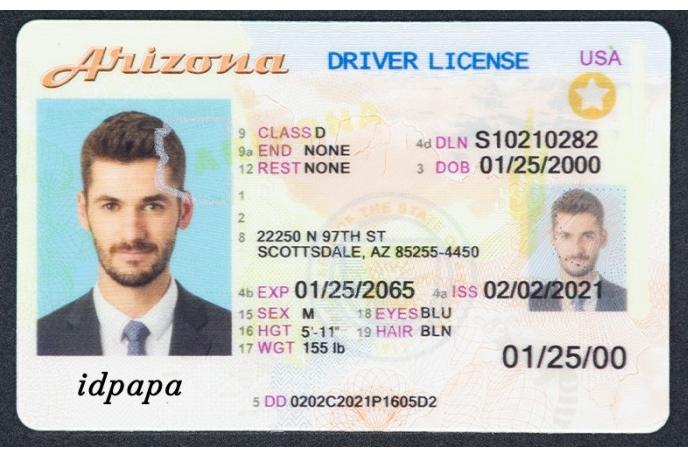 Arizona DRIVER LICENSE USA
9 CLASS D 4d DLN S10210282
9a END NONE 3 DOB 01/25/2000
12 REST NONE
1
2
8 22250 N 97TH ST
SCOTTSDALE, AZ 85255-4450
4b EXP 01/25/2065 4a ISS 02/02/2021
15 SEX M 18 EYES BLU
16 HGT 5'-11" 19 HAIR BLN
17 WGT 155 lb
01/25/00
idpapa
5 DD 0202C2021P1605D2